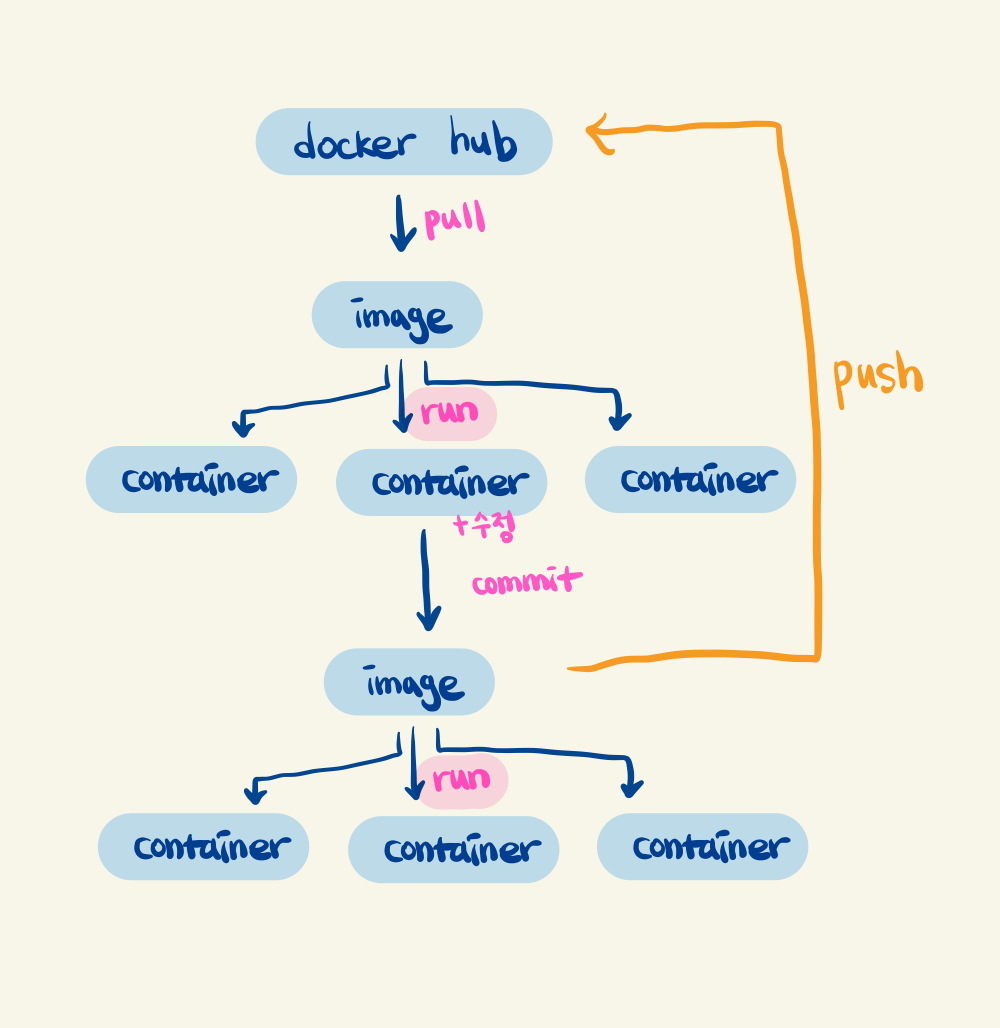 docker hub
pull
image
run
push
container container container
+수정
commit
image
run
container container container